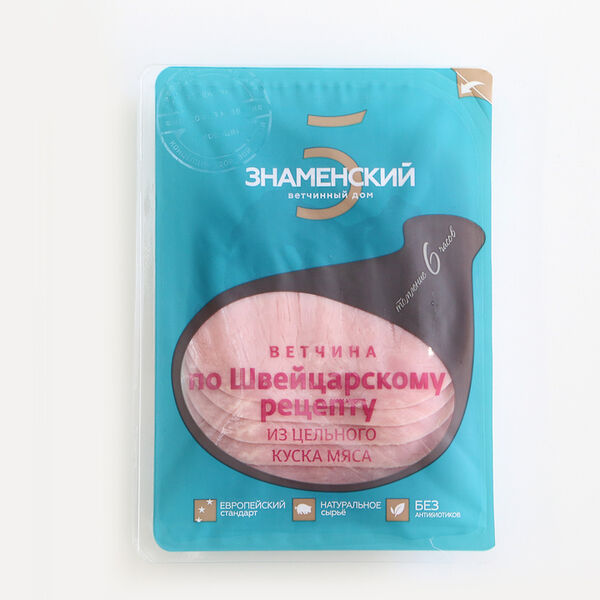 ЗНАМЕНСКИЙ
ветчинный дом
томление 6 часов
ВЕТЧИНА
по Швейцарскому
рецепту
ИЗ ЦЕЛЬНОГО
КУСКА МЯСА
ЕВРОПЕЙСКИЙ
стандарт
НАТУРАЛЬНОЕ
сырьё
БЕЗ
АНТИБИОТИКОВ